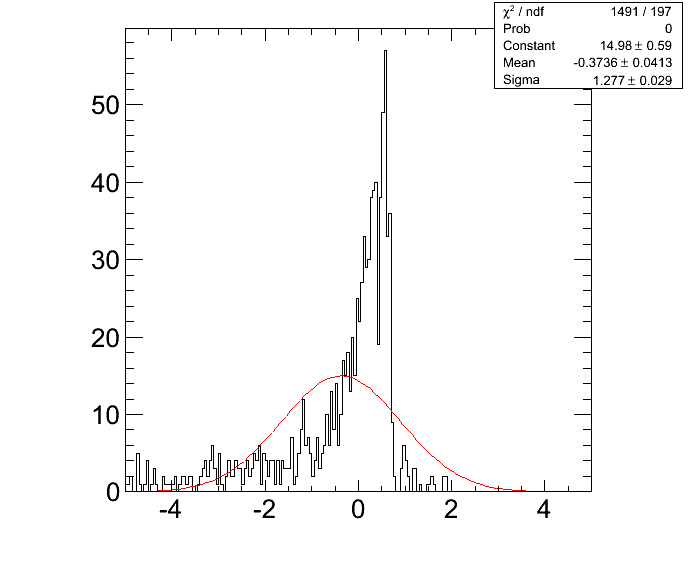 χ² / ndf 1491 / 197
Prob 0
Constant 14.98 ± 0.59
Mean -0.3736 ± 0.0413
Sigma 1.277 ± 0.029
50
40
30
20
10
0
-4 -2 0 2 4